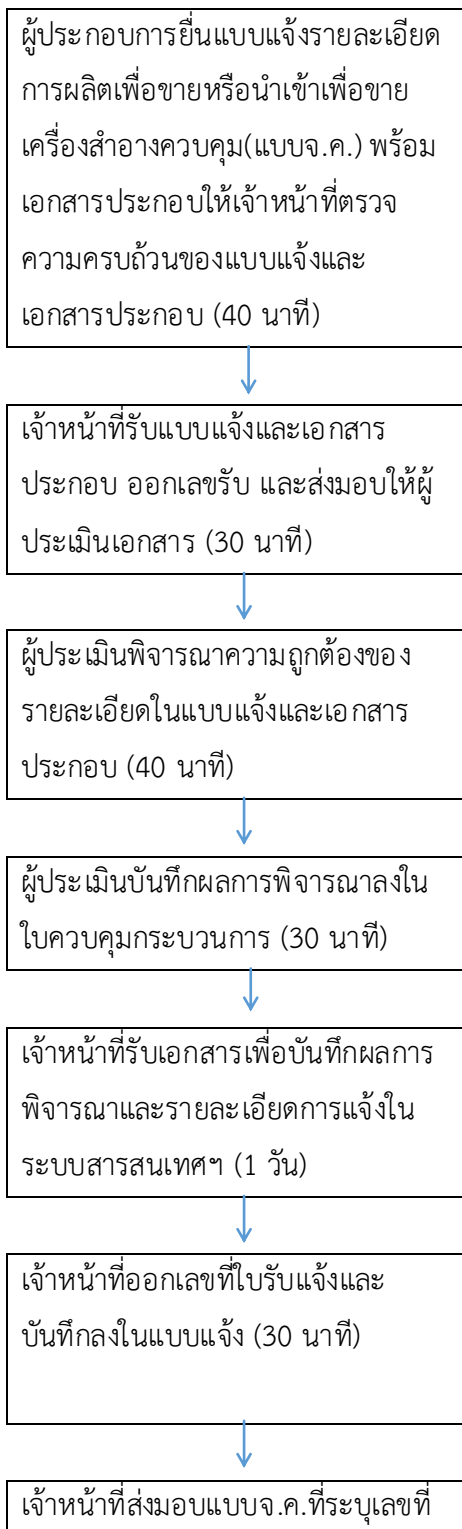 ผู้ประกอบการยื่นแบบแจ้งรายละเอียด
การผลิตเพื่อขายหรือนำเข้าเพื่อขาย
เครื่องสำอางควบคุม(แบบจ.ค.) พร้อม
เอกสารประกอบให้เจ้าหน้าที่ตรวจ
ความครบถ้วนของแบบแจ้งและ
เอกสารประกอบ (40 นาที)
เจ้าหน้าที่รับแบบแจ้งและเอกสาร
ประกอบ ออกเลขรับ และส่งมอบให้ผู้
ประเมินเอกสาร (30 นาที)
ผู้ประเมินพิจารณาความถูกต้องของ
รายละเอียดในแบบแจ้งและเอกสาร
ประกอบ (40 นาที)
ผู้ประเมินบันทึกผลการพิจารณาลงใน
ใบควบคุมกระบวนการ (30 นาที)
เจ้าหน้าที่รับเอกสารเพื่อบันทึกผลการ
พิจารณาและรายละเอียดการแจ้งใน
ระบบสารสนเทศฯ (1 วัน)
เจ้าหน้าที่ออกเลขที่ใบรับแจ้งและ
บันทึกลงในแบบแจ้ง (30 นาที)
เจ้าหน้าที่ส่งมอบแบบจ.ค.ที่ระบุเลขที่